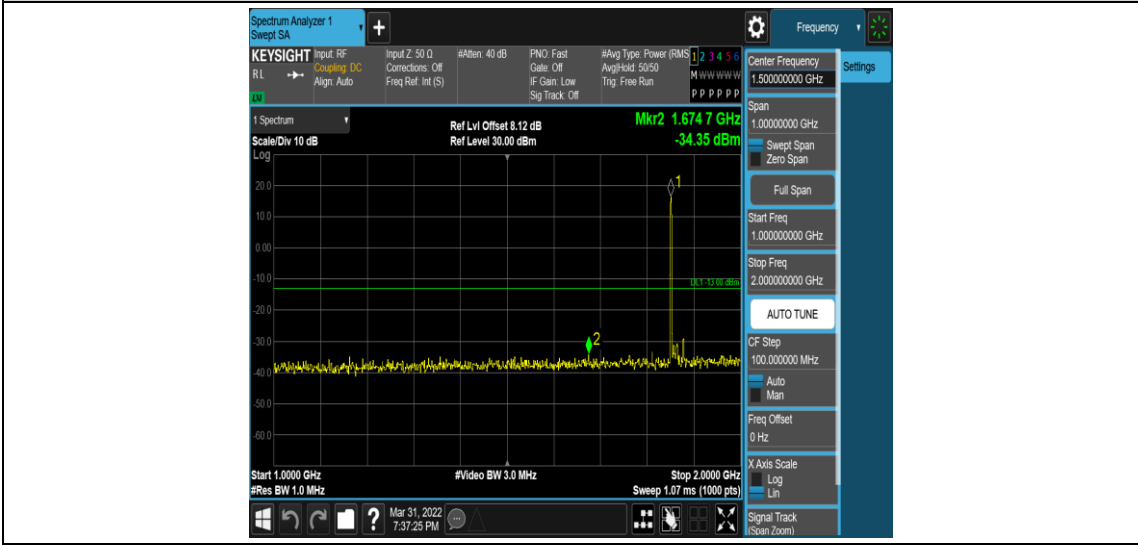 Spectrum Analyzer 1
Swept SA
+
Frequency
KEYSIGHT
RL
LXI
Input: RF
Coupling: DC
Align: Auto
Input Z: 50 Ω
Corrections: Off
Freq Ref: Int (S)
#Atten: 40 dB
PNO: Fast
Gate: Off
IF Gain: Low
Sig Track: Off
#Avg Type: Power (RMS
Avg|Hold: 50/50
Trig: Free Run
1 2 3 4 5 6
M W W W W W
P P P P P P
1 Spectrum
Scale/Div 10 dB
Log
Ref Lvl Offset 8.12 dB
Ref Level 30.00 dBm
Mkr2 1.674 7 GHz
-34.35 dBm
1
20.0
10.0
0.00
-10.0
DL1 -13.00 dBm
-20.0
-30.0
2
-40.0
-50.0
-60.0
Start 1.0000 GHz
#Video BW 3.0 MHz
Stop 2.0000 GHz
#Res BW 1.0 MHz
Sweep 1.07 ms (1000 pts)
?
Mar 31, 2022
7:37:25 PM
Center Frequency
1.500000000 GHz
Settings
Span
1.00000000 GHz
Swept Span
Zero Span
Full Span
Start Freq
1.000000000 GHz
Stop Freq
2.000000000 GHz
AUTO TUNE
CF Step
100.000000 MHz
Auto
Man
Freq Offset
0 Hz
X Axis Scale
Log
Lin
Signal Track
(Span Zoom)